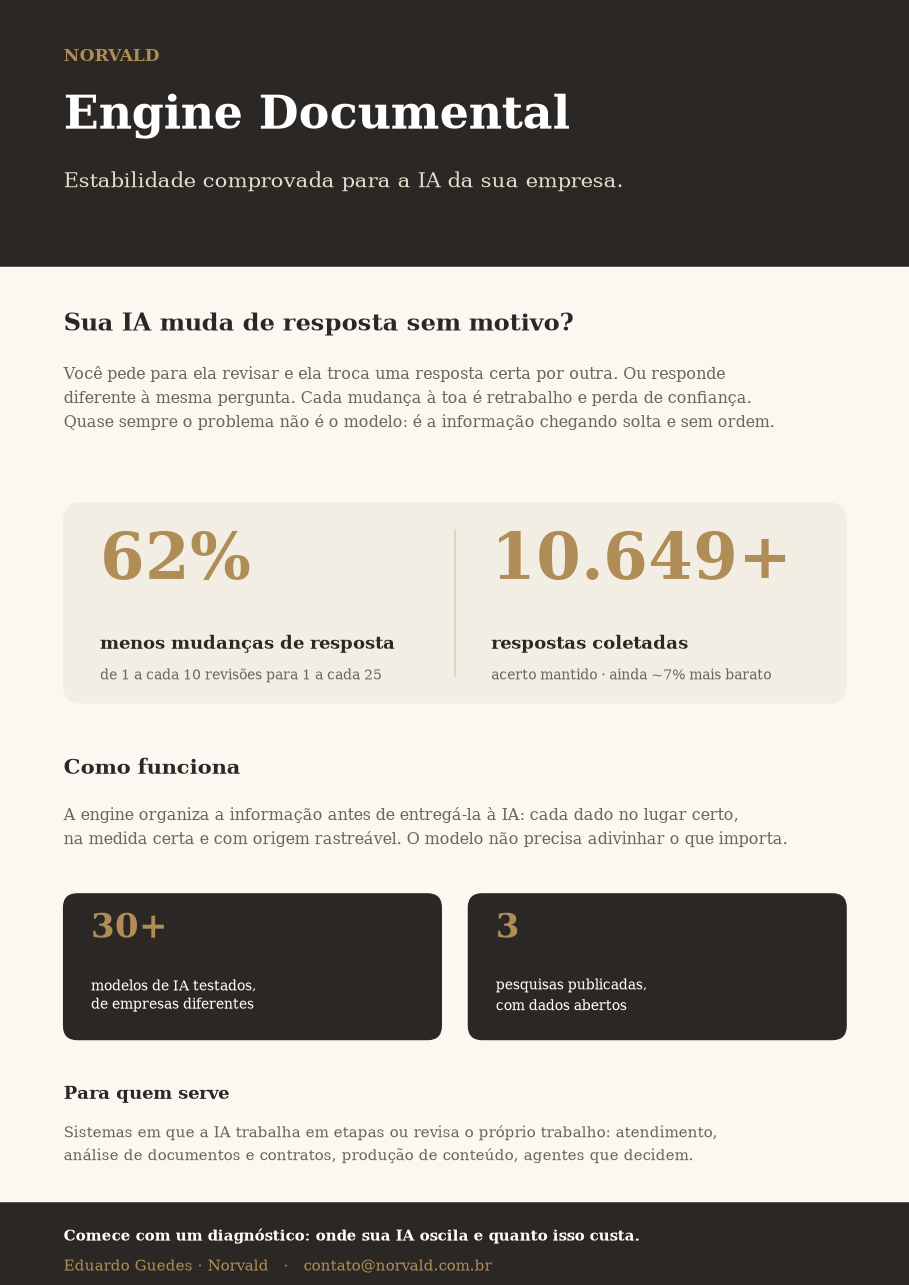 NORVALD
Engine Documental
Estabilidade comprovada para a IA da sua empresa.
Sua IA muda de resposta sem motivo?
Você pede para ela revisar e ela troca uma resposta certa por outra. Ou responde
diferente à mesma pergunta. Cada mudança à toa é retrabalho e perda de confiança.
Quase sempre o problema não é o modelo: é a informação chegando solta e sem ordem.
62%
menos mudanças de resposta
de 1 a cada 10 revisões para 1 a cada 25
10.649+
respostas coletadas
acerto mantido · ainda ~7% mais barato
Como funciona
A engine organiza a informação antes de entregá-la à IA: cada dado no lugar certo,
na medida certa e com origem rastreável. O modelo não precisa adivinhar o que importa.
30+
modelos de IA testados,
de empresas diferentes
3
pesquisas publicadas,
com dados abertos
Para quem serve
Sistemas em que a IA trabalha em etapas ou revisa o próprio trabalho: atendimento,
análise de documentos e contratos, produção de conteúdo, agentes que decidem.
Comece com um diagnóstico: onde sua IA oscila e quanto isso custa.
Eduardo Guedes · Norvald · contato@norvald.com.br